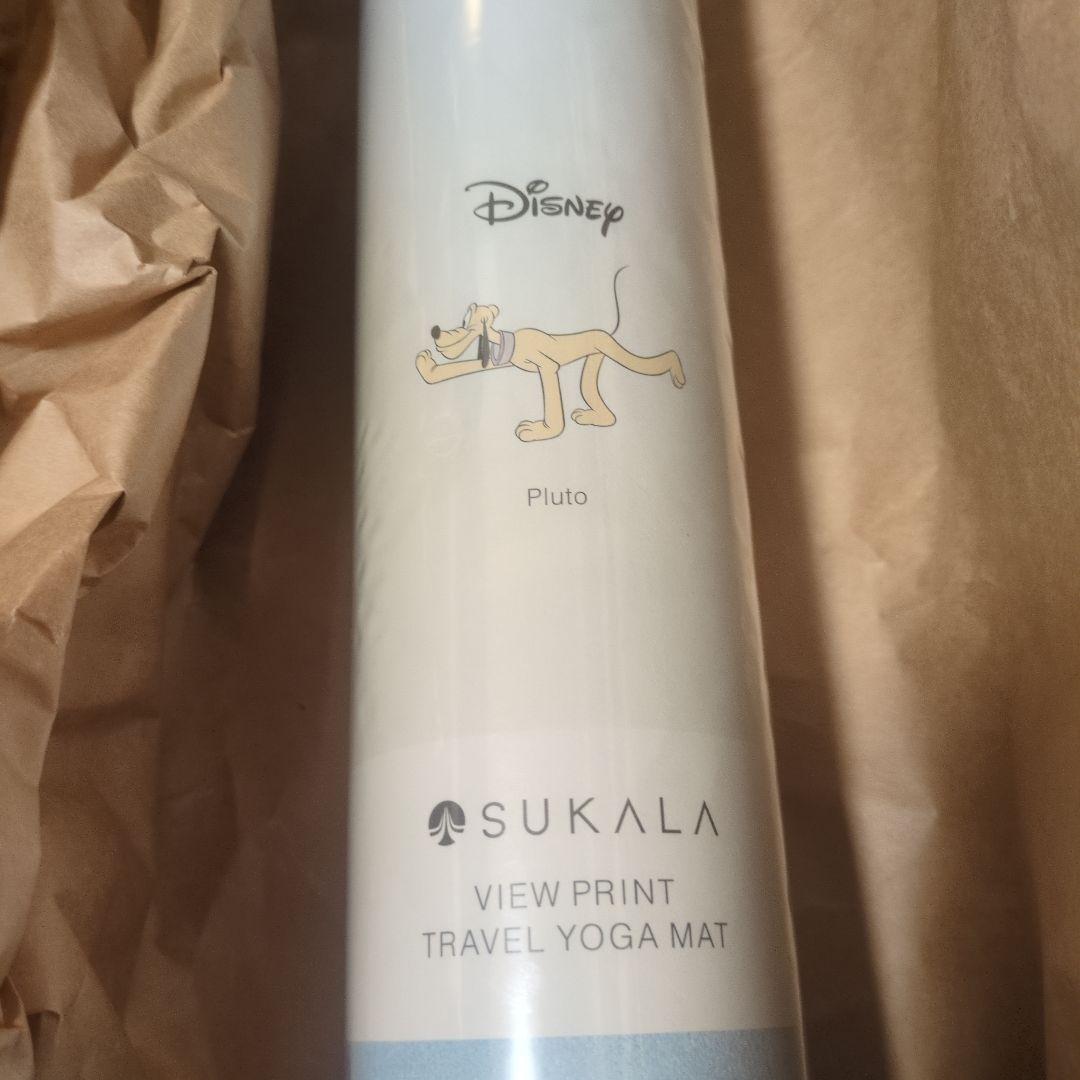 Disney
Pluto
SUKALA
VIEW PRINT
TRAVEL YOGA MAT